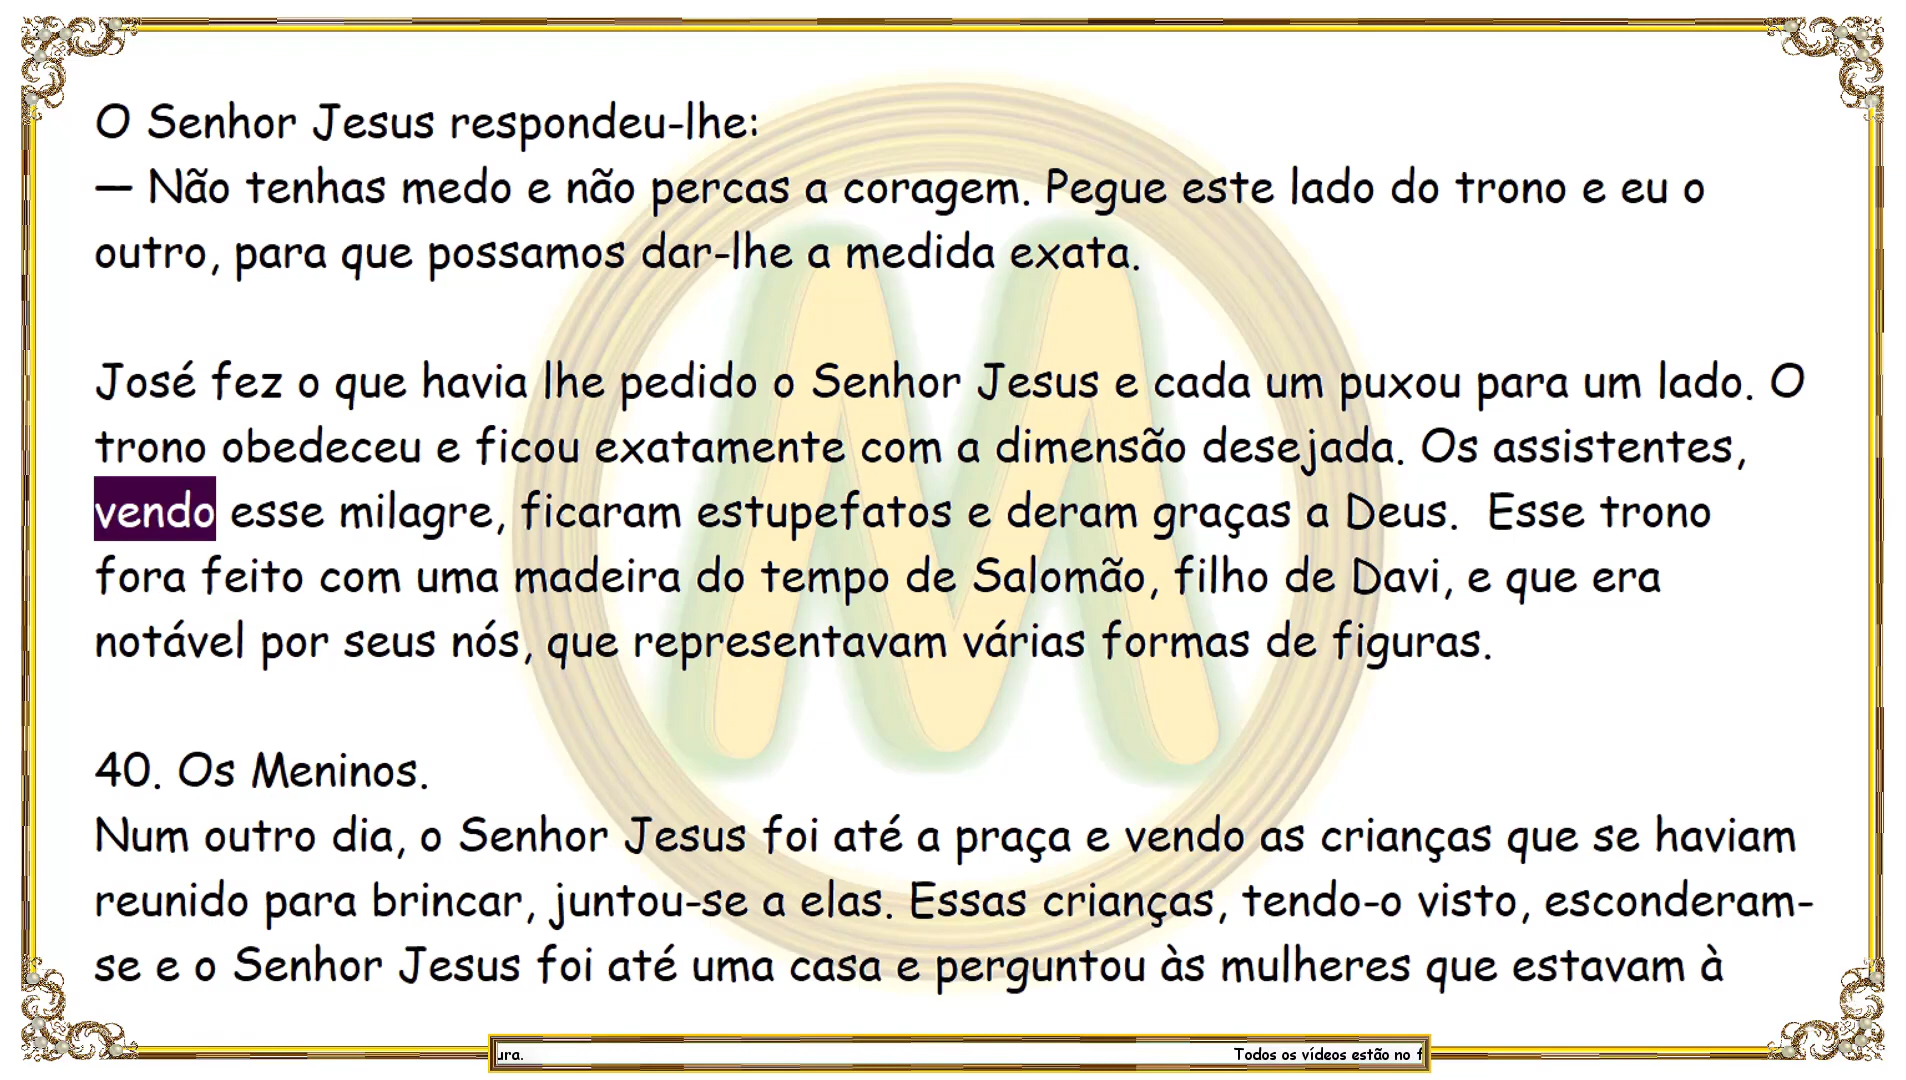 O Senhor Jesus respondeu-lhe:
— Não tenhas medo e não percas a coragem. Pegue este lado do trono e eu o
outro, para que possamos dar-lhe a medida exata.
José fez o que havia lhe pedido o Senhor Jesus e cada um puxou para um lado. O
trono obedeceu e ficou exatamente com a dimensão desejada. Os assistentes,
vendo esse milagre, ficaram estupefatos e deram graças a Deus.  Esse trono
fora feito com uma madeira do tempo de Salomão, filho de Davi, e que era
notável por seus nós, que representavam várias formas de figuras.
40. Os Meninos.
Num outro dia, o Senhor Jesus foi até a praça e vendo as crianças que se haviam
reunido para brincar, juntou-se a elas. Essas crianças, tendo-o visto, esconderam-
se e o Senhor Jesus foi até uma casa e perguntou às mulheres que estavam à
ura. Todos os vídeos estão no f
M